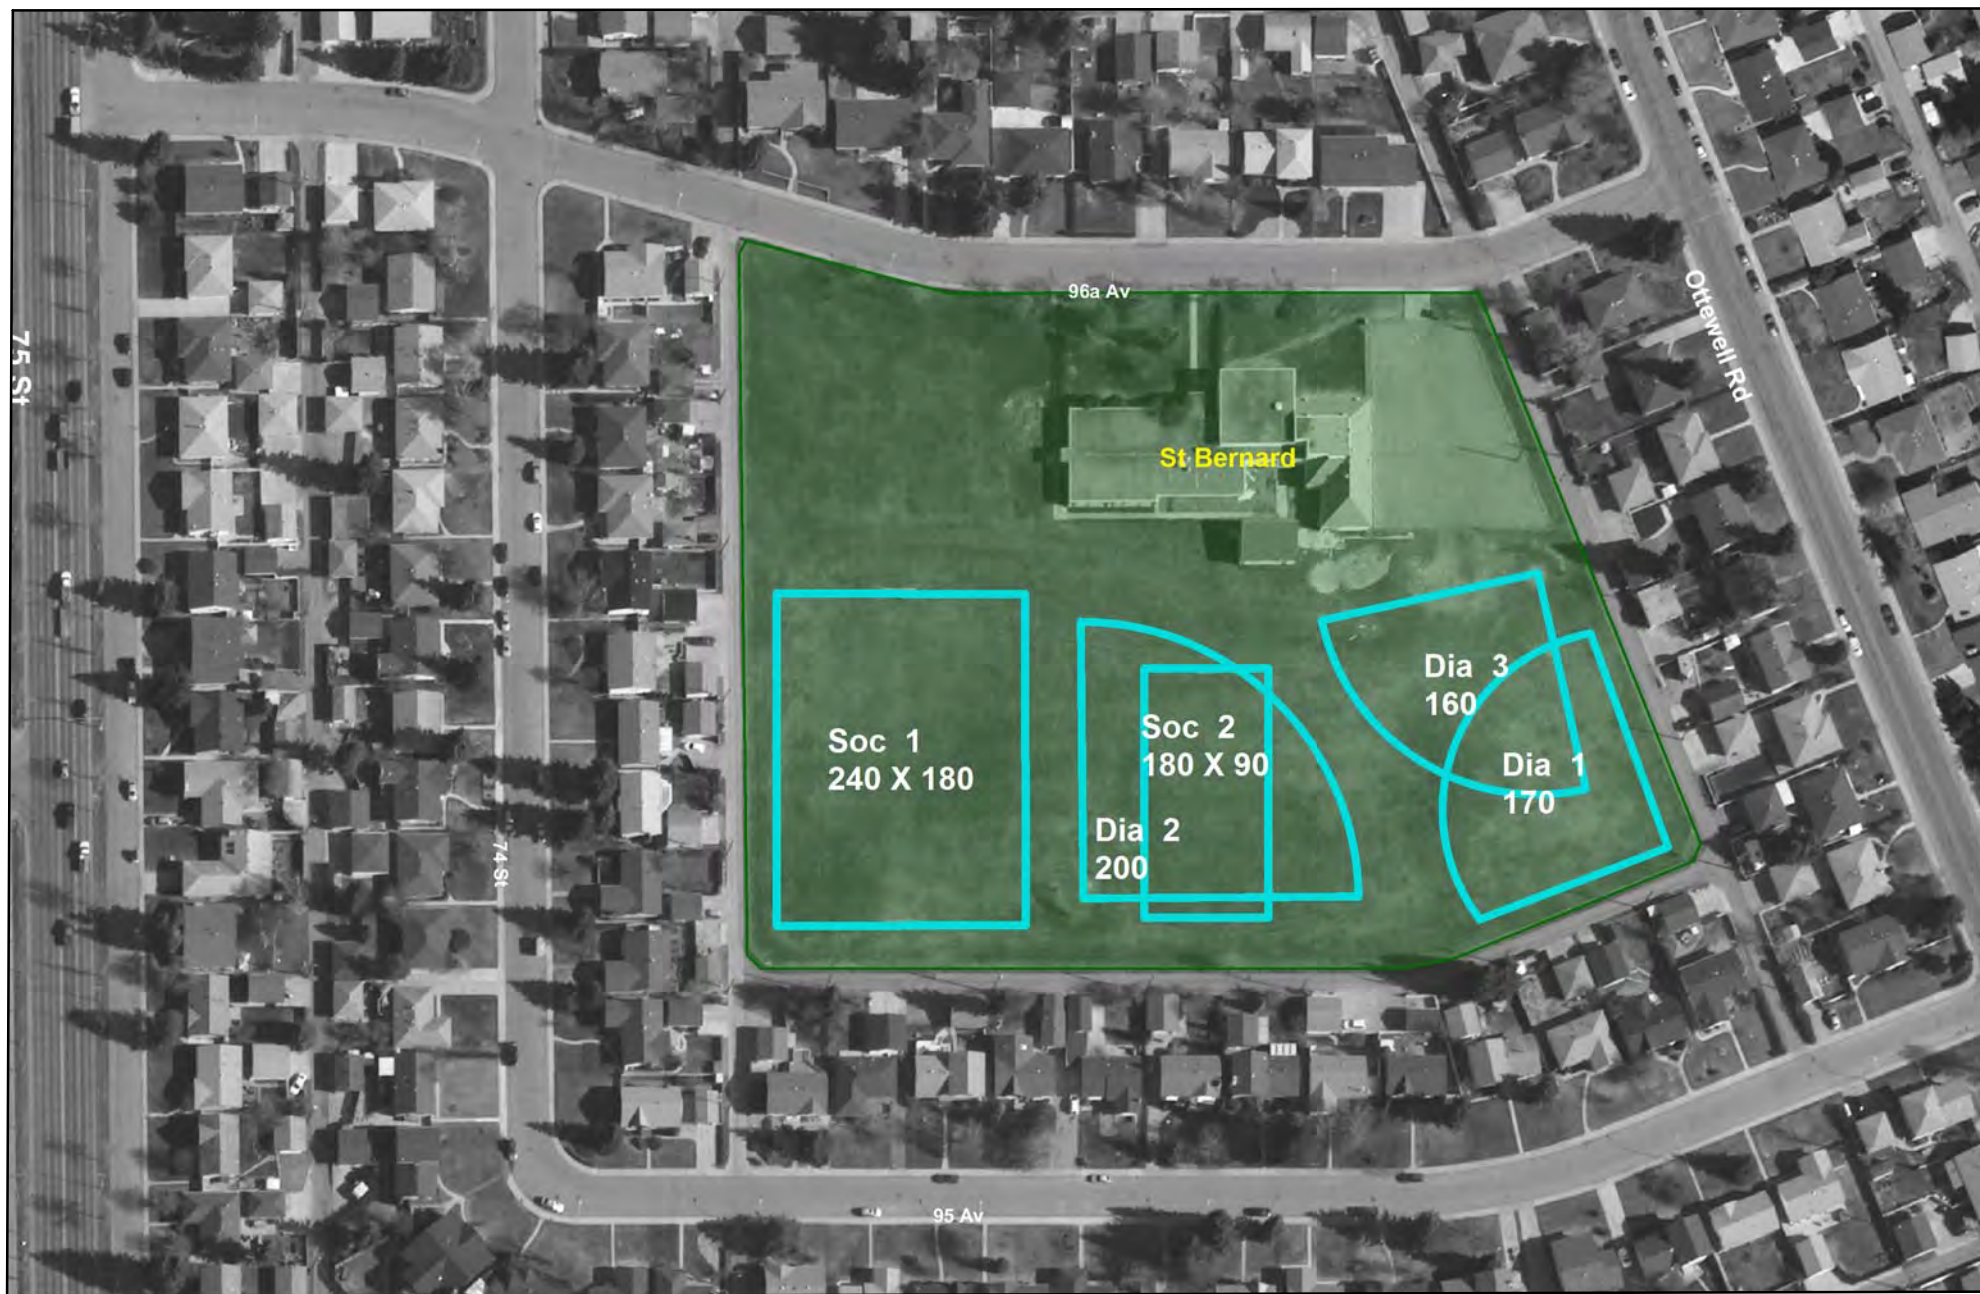 96a Av
Ottewell Rd
75 St
St Bernard
Dia 3
160
Soc 1
240 X 180
Soc 2
180 X 90
Dia 1
170
Dia 2
200
74 St
95 Av